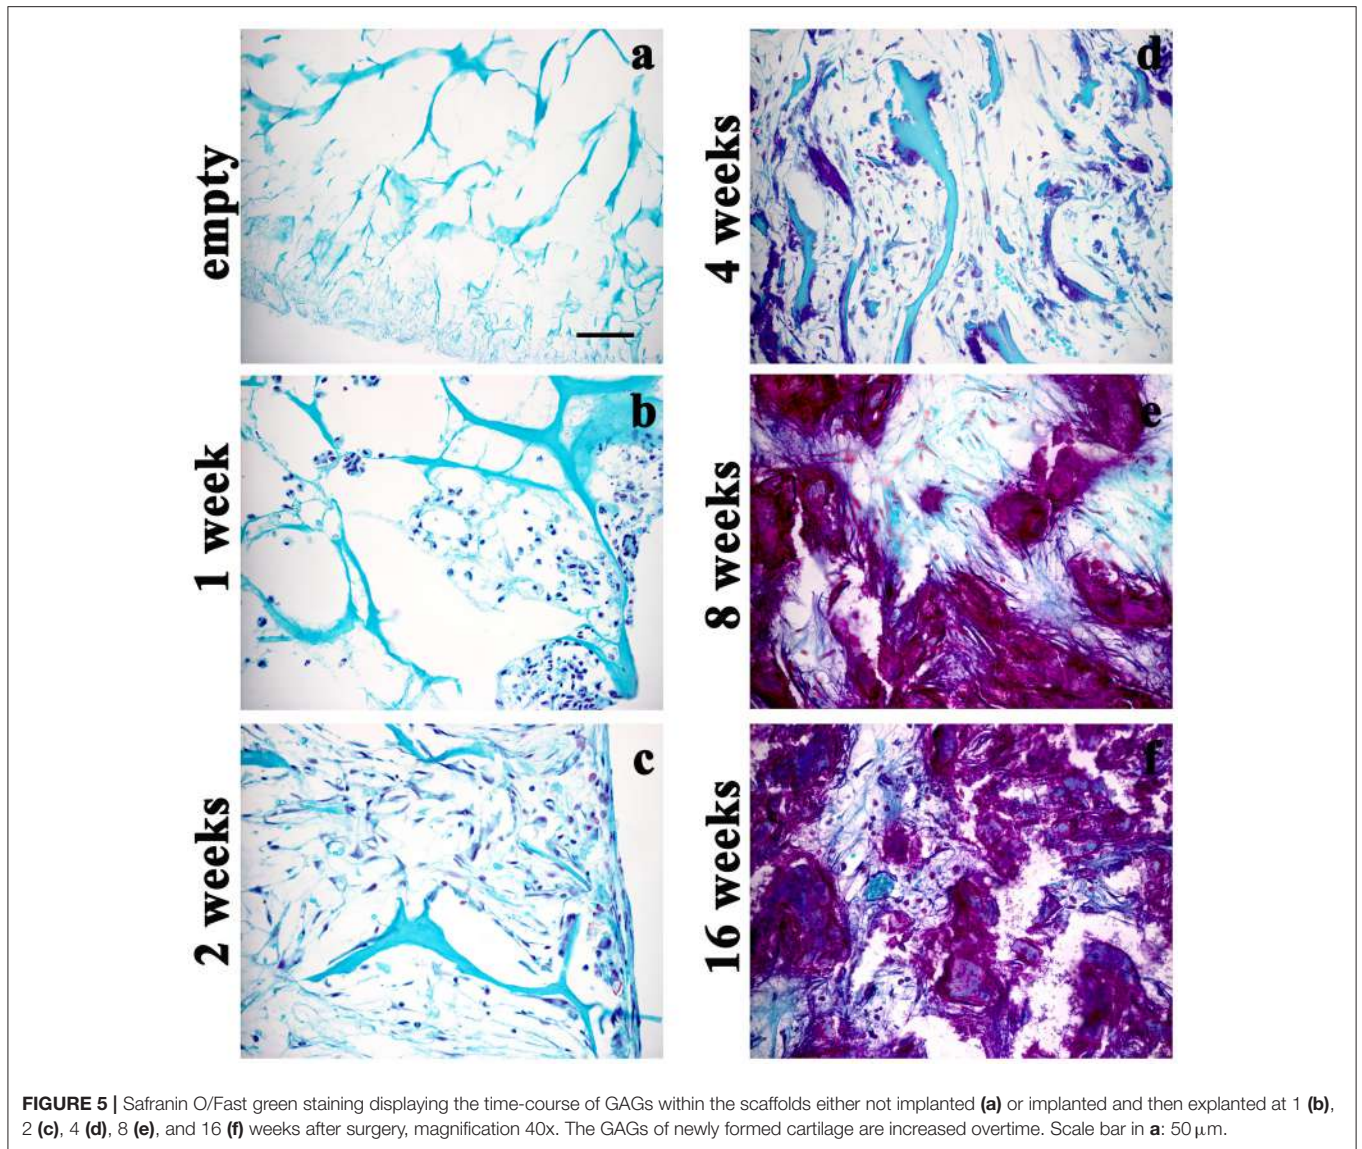 a
empty
b
1 week
c
2 weeks
d
4 weeks
e
8 weeks
f
16 weeks
FIGURE 5 | Safranin O/Fast green staining displaying the time-course of GAGs within the scaffolds either not implanted (a) or implanted and then explanted at 1 (b),
2 (c), 4 (d), 8 (e), and 16 (f) weeks after surgery, magnification 40x. The GAGs of newly formed cartilage are increased overtime. Scale bar in a: 50 μm.